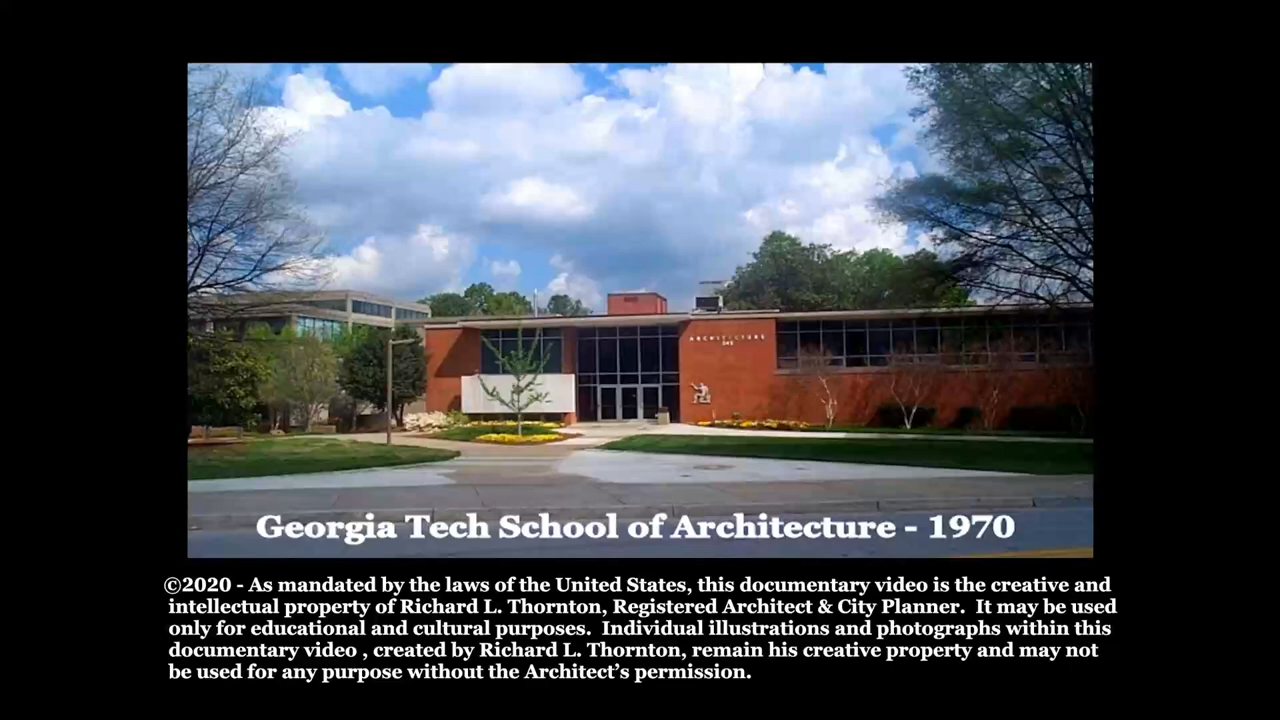 ARCHITECTURE
Georgia Tech School of Architecture - 1970
©2020 - As mandated by the laws of the United States, this documentary video is the creative and
intellectual property of Richard L. Thornton, Registered Architect & City Planner.  It may be used
only for educational and cultural purposes.  Individual illustrations and photographs within this
documentary video , created by Richard L. Thornton, remain his creative property and may not
be used for any purpose without the Architect's permission.